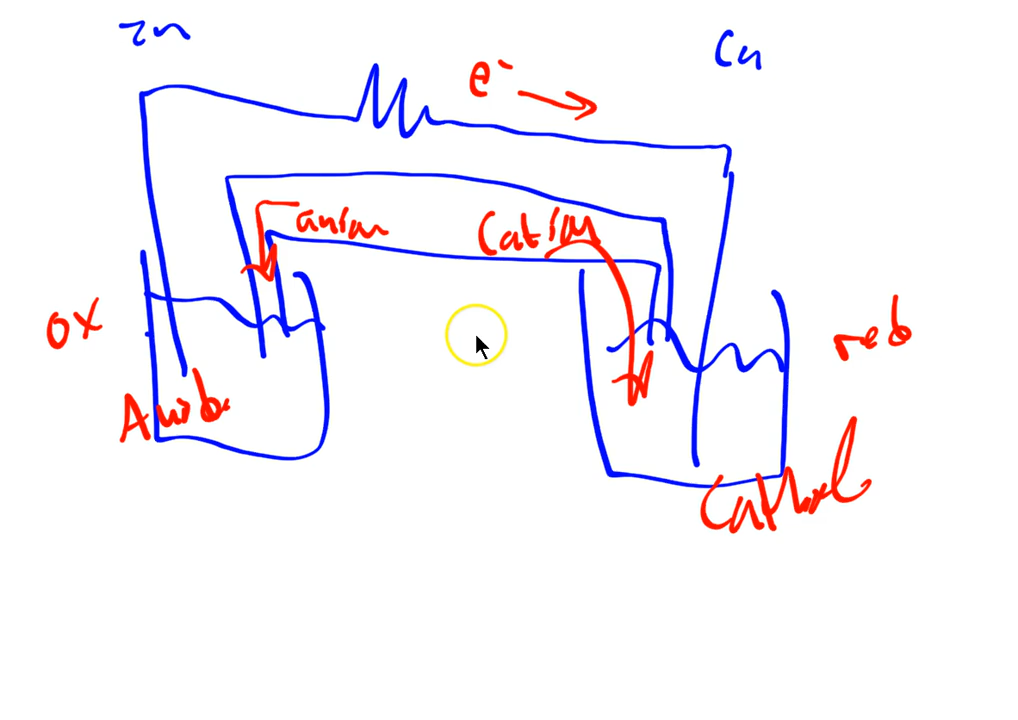 Zn
Cu
e-
anion
Cation
OX
red
Anode
Cathode